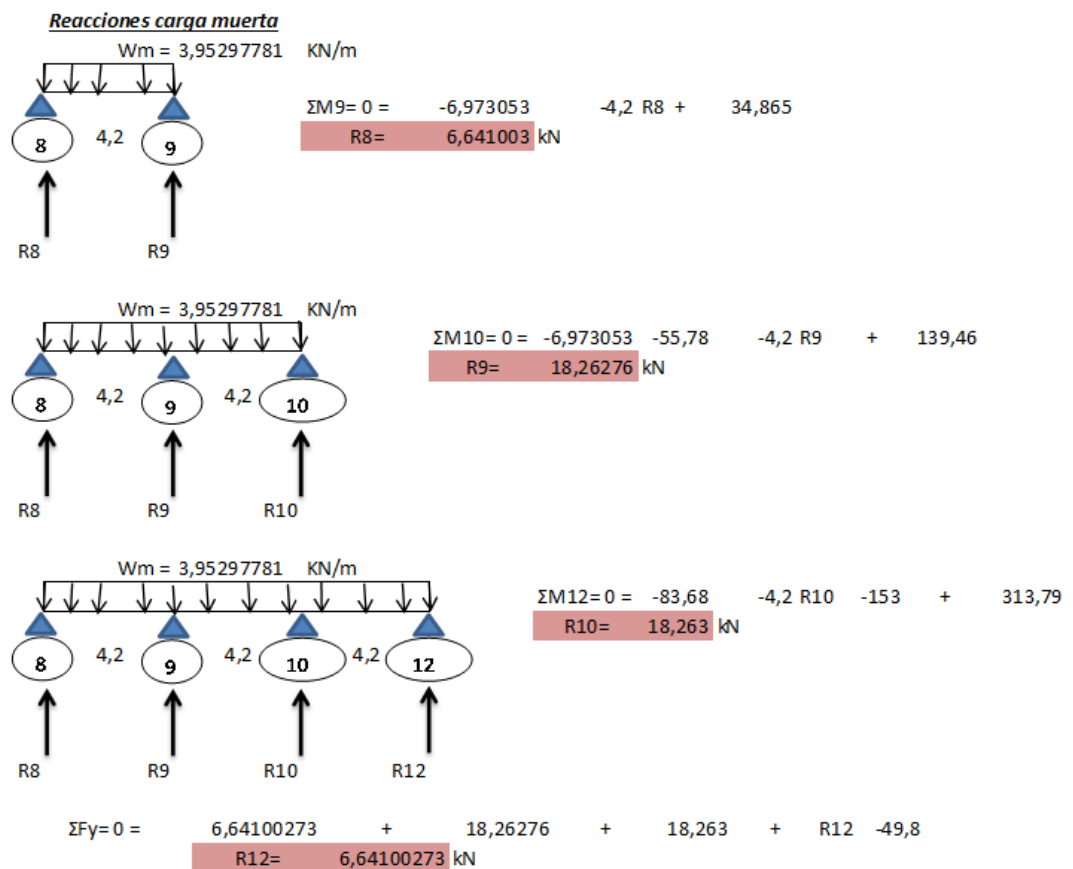 Reacciones carga muerta
Wm = 3,95297781 KN/m
ΣM9= 0 = -6,973053 -4,2 R8 + 34,865
R8= 6,641003 kN
8 4,2 9
R8 R9
Wm = 3,95297781 KN/m
ΣM10= 0 = -6,973053 -55,78 -4,2 R9 + 139,46
R9= 18,26276 kN
8 4,2 9 4,2 10
R8 R9 R10
Wm = 3,95297781 KN/m
ΣM12= 0 = -83,68 -4,2 R10 -153 + 313,79
R10= 18,263 kN
8 4,2 9 4,2 10 4,2 12
R8 R9 R10 R12
ΣFy= 0 = 6,64100273 + 18,26276 + 18,263 + R12 -49,8
R12= 6,64100273 kN